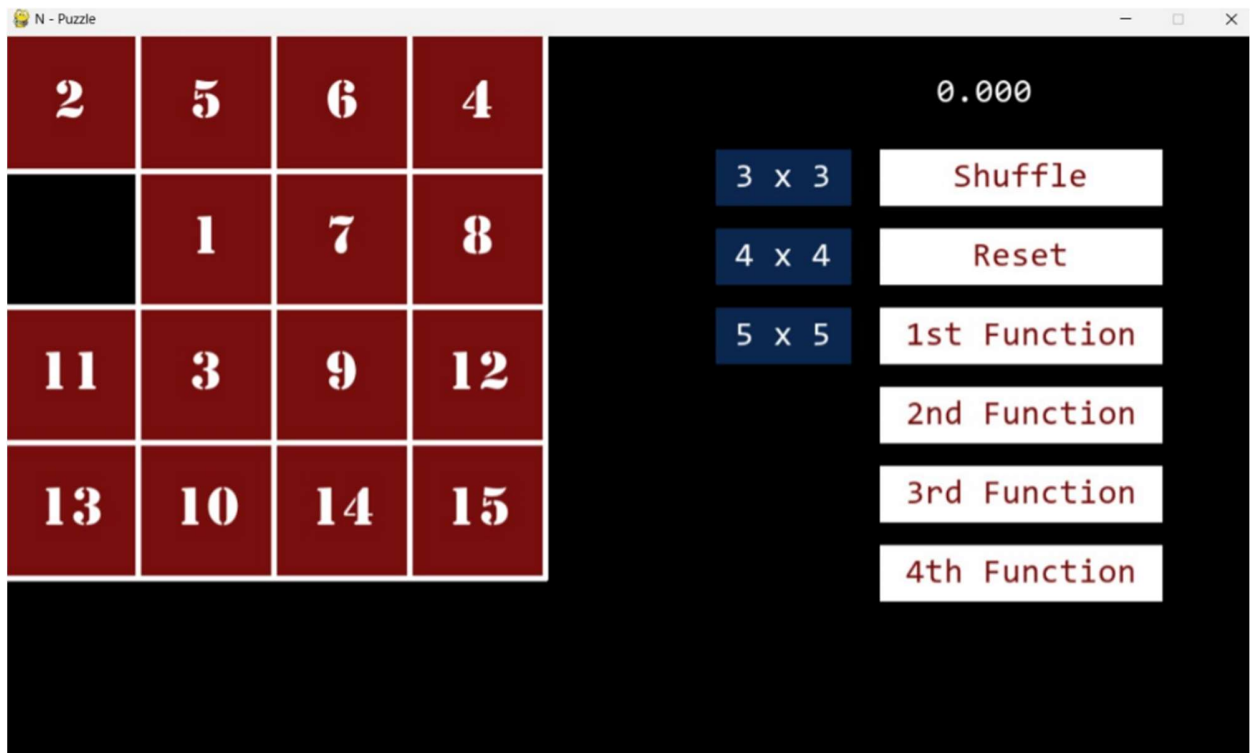 N - Puzzle
2 5 6 4
1 7 8
11 3 9 12
13 10 14 15
0.000
3 x 3 Shuffle
4 x 4 Reset
5 x 5 1st Function
2nd Function
3rd Function
4th Function